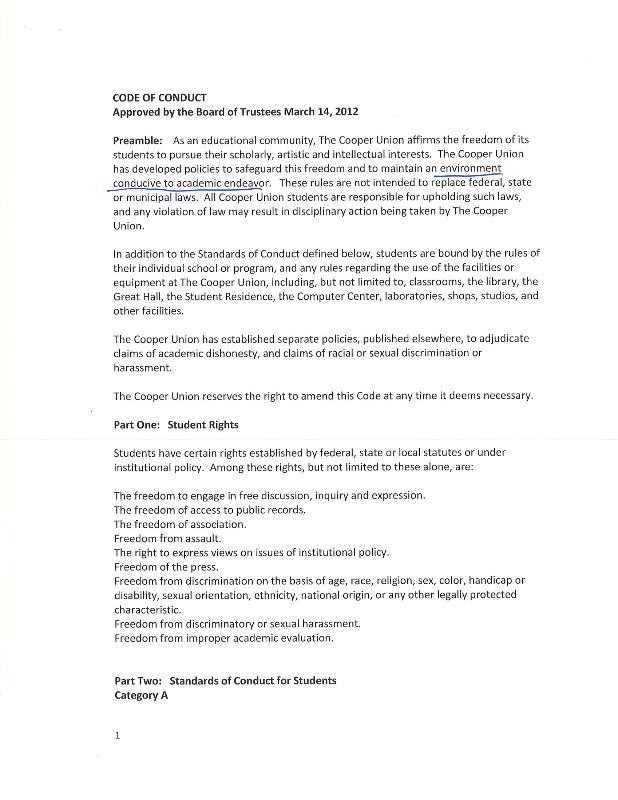 CODE OF CONDUCT
Approved by the Board of Trustees March 14, 2012
Preamble: As an educational community, The Cooper Union affirms the freedom of its
students to pursue their scholarly, artistic and intellectual interests. The Cooper Union
has developed policies to safeguard this freedom and to maintain an environment
conducive to academic endeavor. These rules are not intended to replace federal, state
or municipal laws. All Cooper Union students are responsible for upholding such laws,
and any violation of law may result in disciplinary action being taken by The Cooper
Union.
In addition to the Standards of Conduct defined below, students are bound by the rules of
their individual school or program, and any rules regarding the use of the facilities or
equipment at The Cooper Union, including, but not limited to, classrooms, the library, the
Great Hall, the Student Residence, the Computer Center, laboratories, shops, studios, and
other facilities.
The Cooper Union has established separate policies, published elsewhere, to adjudicate
claims of academic dishonesty, and claims of racial or sexual discrimination or
harassment.
The Cooper Union reserves the right to amend this Code at any time it deems necessary.
Part One: Student Rights
Students have certain rights established by federal, state or local statutes or under
institutional policy. Among these rights, but not limited to these alone, are:
The freedom to engage in free discussion, inquiry and expression.
The freedom of access to public records.
The freedom of association.
Freedom from assault.
The right to express views on issues of institutional policy.
Freedom of the press.
Freedom from discrimination on the basis of age, race, religion, sex, color, handicap or
disability, sexual orientation, ethnicity, national origin, or any other legally protected
characteristic.
Freedom from discriminatory or sexual harassment.
Freedom from improper academic evaluation.
Part Two: Standards of Conduct for Students
Category A
1